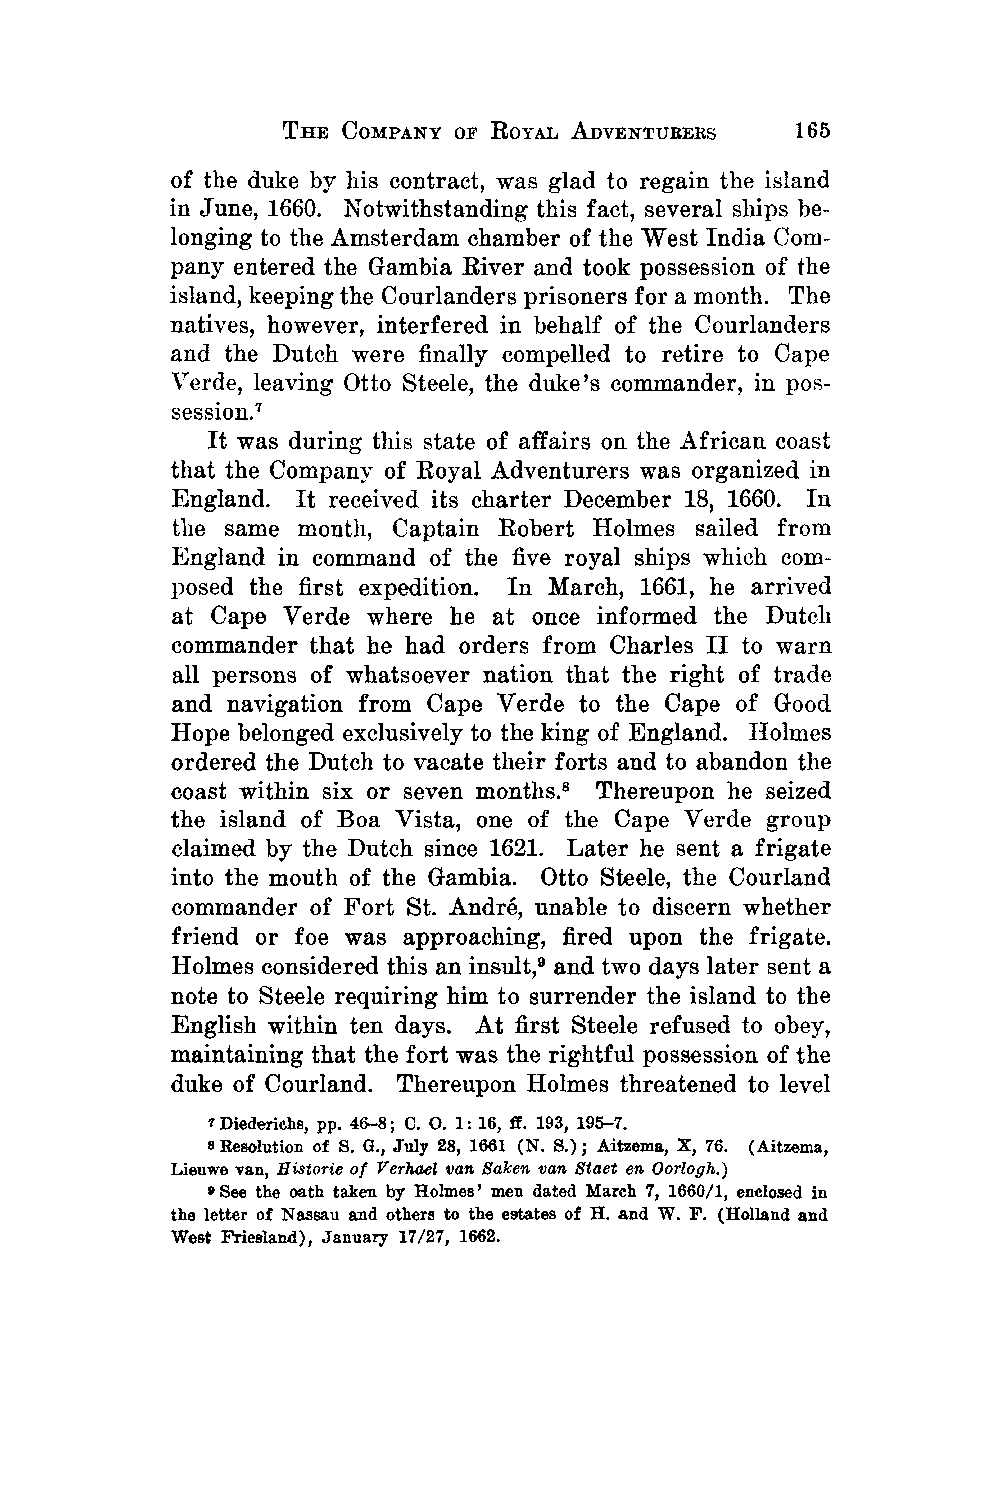 THE COMPANY OF ROYAL ADVENTURERS 165
of the duke by his contract, was glad to regain the island
in June, 1660. Notwithstanding this fact, several ships be-
longing to the Amsterdam chamber of the West India Com-
pany entered the Gambia River and took possession of the
island, keeping the Courlanders prisoners for a month. The
natives, however, interfered in behalf of the Courlanders
and the Dutch were finally compelled to retire to Cape
Verde, leaving Otto Steele, the duke's commander, in pos-
session.⁷
It was during this state of affairs on the African coast
that the Company of Royal Adventurers was organized in
England. It received its charter December 18, 1660. In
the same month, Captain Robert Holmes sailed from
England in command of the five royal ships which com-
posed the first expedition. In March, 1661, he arrived
at Cape Verde where he at once informed the Dutch
commander that he had orders from Charles II to warn
all persons of whatsoever nation that the right of trade
and navigation from Cape Verde to the Cape of Good
Hope belonged exclusively to the king of England. Holmes
ordered the Dutch to vacate their forts and to abandon the
coast within six or seven months.⁸ Thereupon he seized
the island of Boa Vista, one of the Cape Verde group
claimed by the Dutch since 1621. Later he sent a frigate
into the mouth of the Gambia. Otto Steele, the Courland
commander of Fort St. André, unable to discern whether
friend or foe was approaching, fired upon the frigate.
Holmes considered this an insult,⁹ and two days later sent a
note to Steele requiring him to surrender the island to the
English within ten days. At first Steele refused to obey,
maintaining that the fort was the rightful possession of the
duke of Courland. Thereupon Holmes threatened to level
⁷ Diederichs, pp. 46–8; C. O. 1: 16, ff. 193, 195–7.
⁸ Resolution of S. G., July 28, 1661 (N. S.); Aitzema, X, 76. (Aitzema,
Lieuwe van, Historie of Verhael van Saken van Staet en Oorlogh.)
⁹ See the oath taken by Holmes' men dated March 7, 1660/1, enclosed in
the letter of Nassau and others to the estates of H. and W. F. (Holland and
West Friesland), January 17/27, 1662.